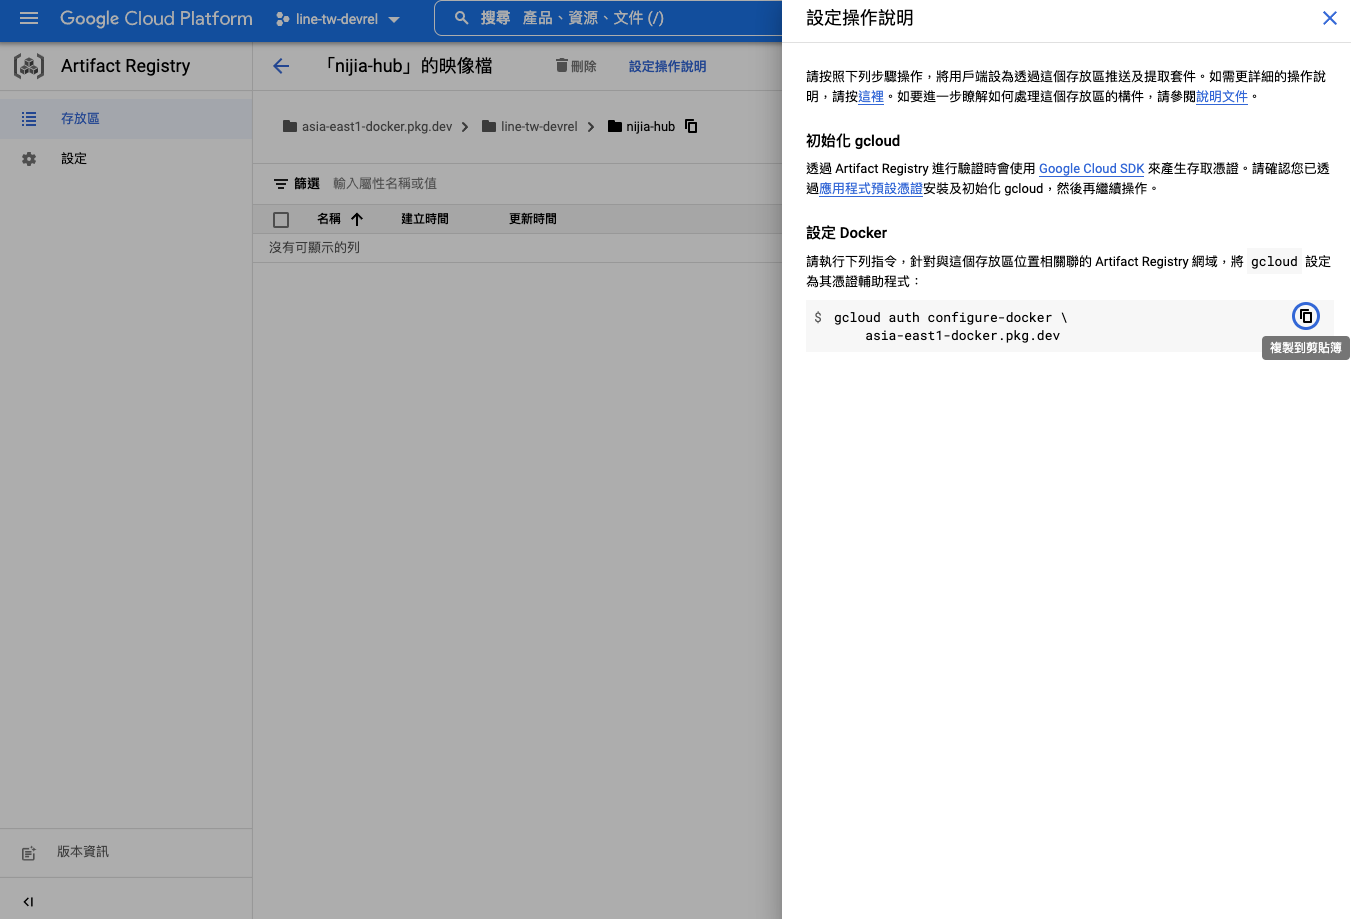 Google Cloud Platform
line-tw-devrel
搜尋 產品、資源、文件 (/)
Artifact Registry
存放區
設定
版本資訊
「nijia-hub」的映像檔
刪除
設定操作說明
asia-east1-docker.pkg.dev
line-tw-devrel
nijia-hub
篩選 輸入屬性名稱或值
名稱 建立時間 更新時間
沒有可顯示的列
設定操作說明
請按照下列步驟操作，將用戶端設為透過這個存放區推送及提取套件。如需更詳細的操作說
明，請按這裡。如要進一步瞭解如何處理這個存放區的構件，請參閱說明文件。
初始化 gcloud
透過 Artifact Registry 進行驗證時會使用 Google Cloud SDK 來產生存取憑證。請確認您已透
過應用程式預設憑證安裝及初始化 gcloud，然後再繼續操作。
設定 Docker
請執行下列指令，針對與這個存放區位置相關聯的 Artifact Registry 網域，將 gcloud 設定
為其憑證輔助程式：
$ gcloud auth configure-docker \
asia-east1-docker.pkg.dev
複製到剪貼簿